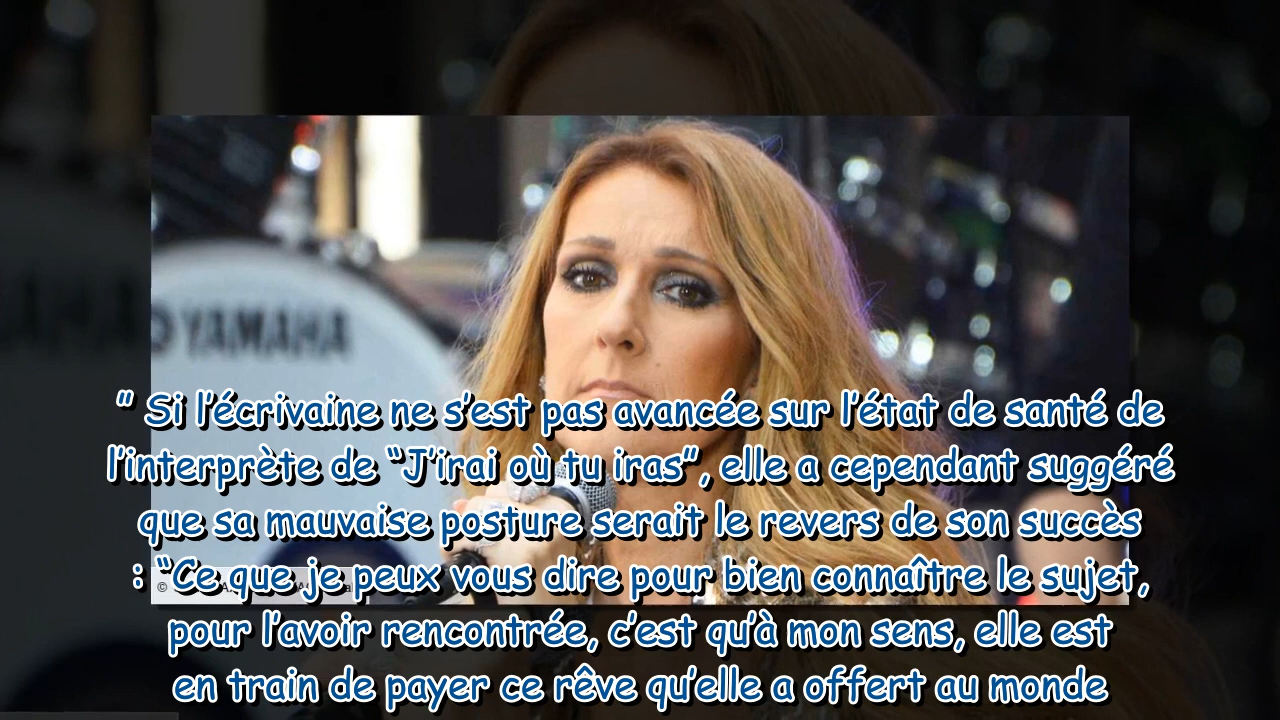 YAMAHA
" Si l'écrivaine ne s'est pas avancée sur l'état de santé de
l'interprète de "J'irai où tu iras", elle a cependant suggéré
que sa mauvaise posture serait le revers de son succès
: "Ce que je peux vous dire pour bien connaître le sujet,
pour l'avoir rencontrée, c'est qu'à mon sens, elle est
en train de payer ce rêve qu'elle a offert au monde